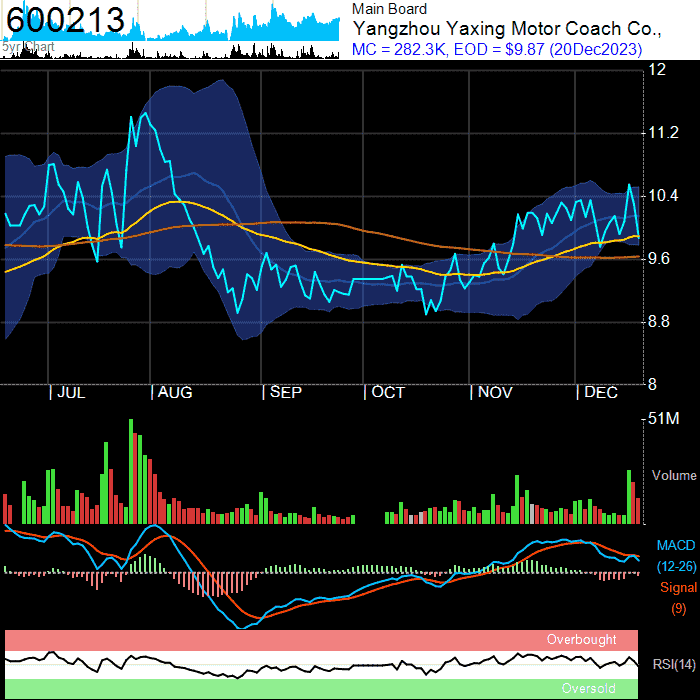 600213
5yr Chart
Main Board
Yangzhou Yaxing Motor Coach Co.,
MC = 282.3K, EOD = $9.87 (20Dec2023)
12
11.2
10.4
9.6
8.8
8
JUL AUG SEP OCT NOV DEC
51M
Volume
MACD
(12-26)
Signal
(9)
Overbought
RSI(14)
Oversold